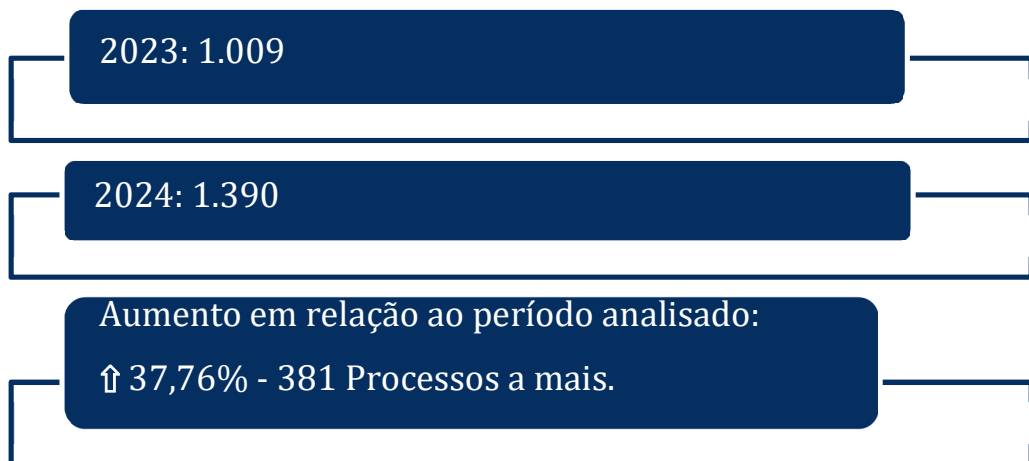 2023: 1.009
2024: 1.390
Aumento em relação ao período analisado:
⇧ 37,76% - 381 Processos a mais.